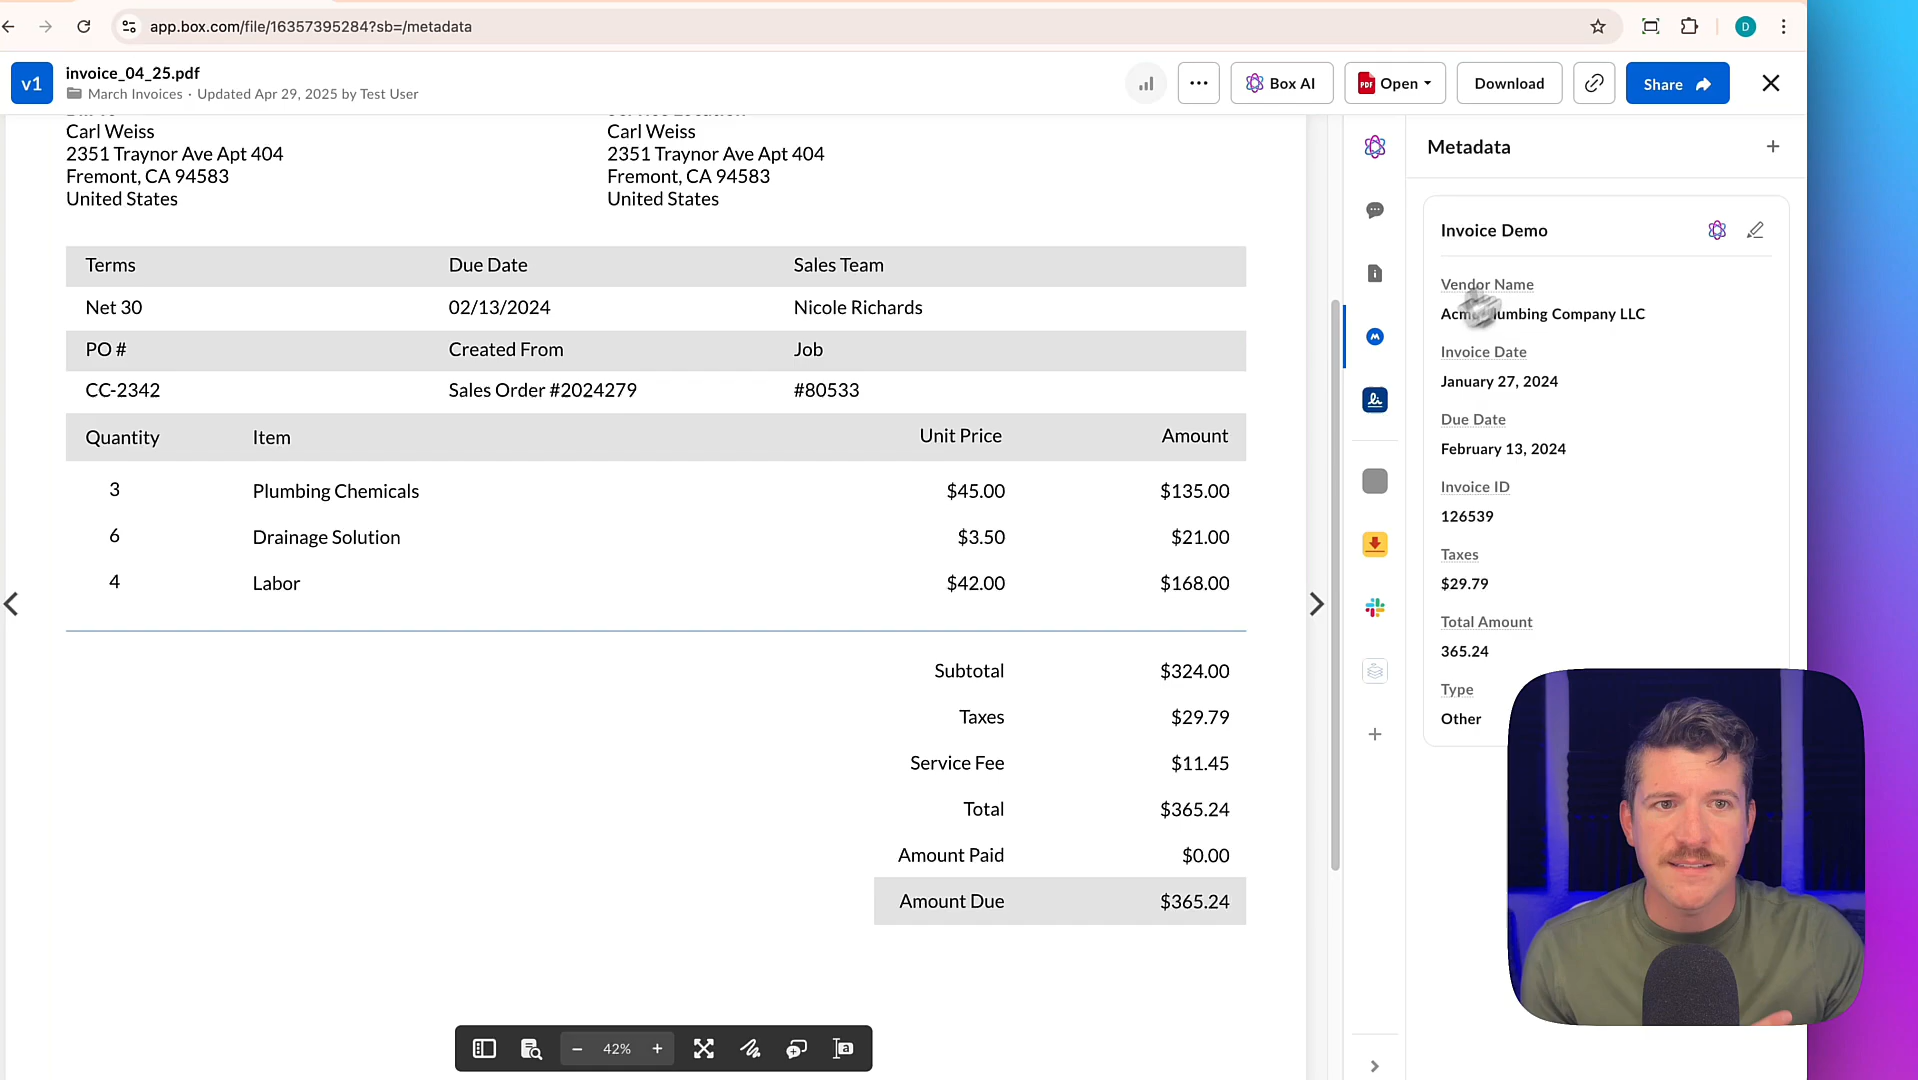 app.box.com/file/16357395284?sb=/metadata
D
v1
invoice_04_25.pdf
March Invoices · Updated Apr 29, 2025 by Test User
Box AI
PDF
Open
Download
Share
Carl Weiss
2351 Traynor Ave Apt 404
Fremont, CA 94583
United States
Carl Weiss
2351 Traynor Ave Apt 404
Fremont, CA 94583
United States
Terms Due Date Sales Team
Net 30 02/13/2024 Nicole Richards
PO # Created From Job
CC-2342 Sales Order #2024279 #80533
Quantity Item Unit Price Amount
3 Plumbing Chemicals $45.00 $135.00
6 Drainage Solution $3.50 $21.00
4 Labor $42.00 $168.00
Subtotal $324.00
Taxes $29.79
Service Fee $11.45
Total $365.24
Amount Paid $0.00
Amount Due $365.24
42%
Metadata
Invoice Demo
Vendor Name
Acme Plumbing Company LLC
Invoice Date
January 27, 2024
Due Date
February 13, 2024
Invoice ID
126539
Taxes
$29.79
Total Amount
365.24
Type
Other